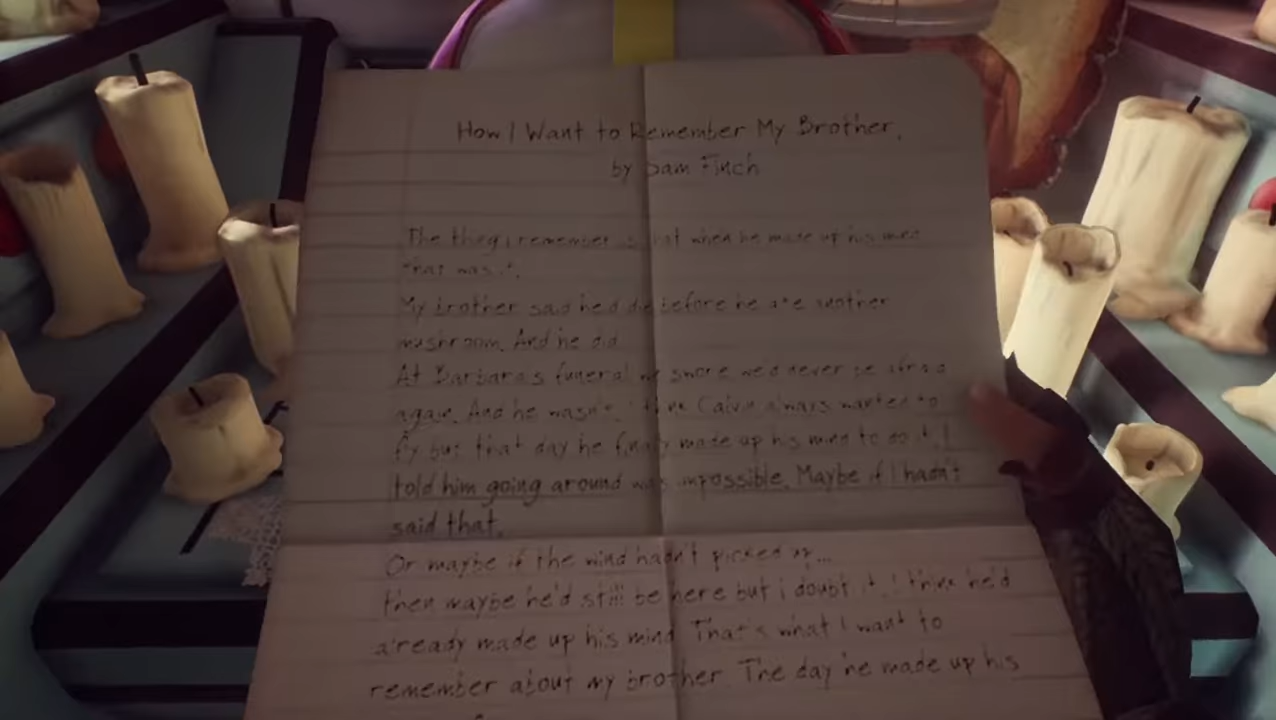 How I Want to Remember My Brother.
by Sam Finch
The thing i remember is that when he made up his mind
that was it.
My brother said he'd die before he ate another
mushroom. And he did.
At Barbara's funeral we swore we'd never be afraid
again. And he wasn't. I think Calvin always wanted to
fly but that day he finally made up his mind to do it. I
told him going around was impossible. Maybe if I hadn't
said that.
Or maybe if the wind hadn't picked up...
then maybe he'd still be here but i doubt it. I think he'd
already made up his mind. That's what I want to
remember about my brother. The day he made up his